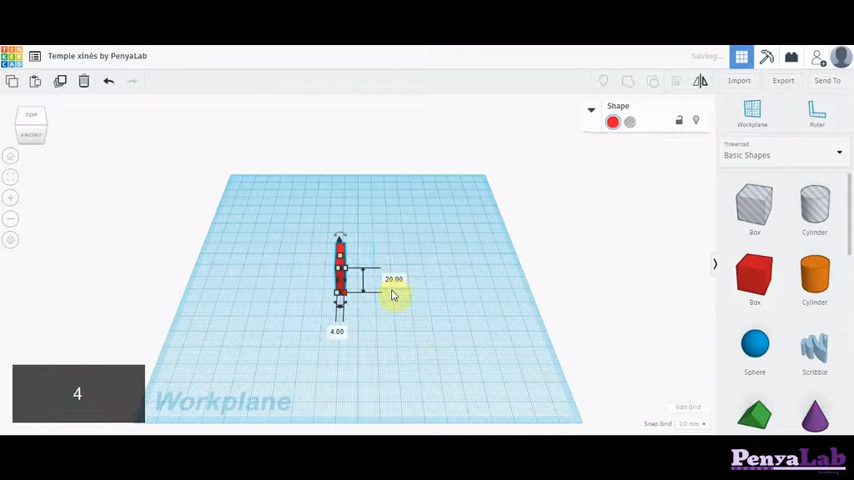 TIN
KER
CAD
Temple xinès by PenyaLab
Saving...
Import
Export
Send To
TOP
FRONT
Shape
Workplane
Ruler
Tinkercad
Basic Shapes
Box
Cylinder
Box
Cylinder
Sphere
Scribble
20.00
4.00
4
Workplane
Edit Grid
Snap Grid
1.0 mm
PenyaLab